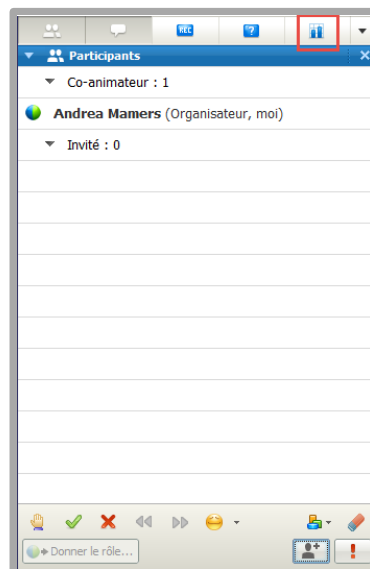 REC
?
Participants
Co-animateur : 1
Andrea Mamers (Organisateur, moi)
Invité : 0
Donner le rôle...